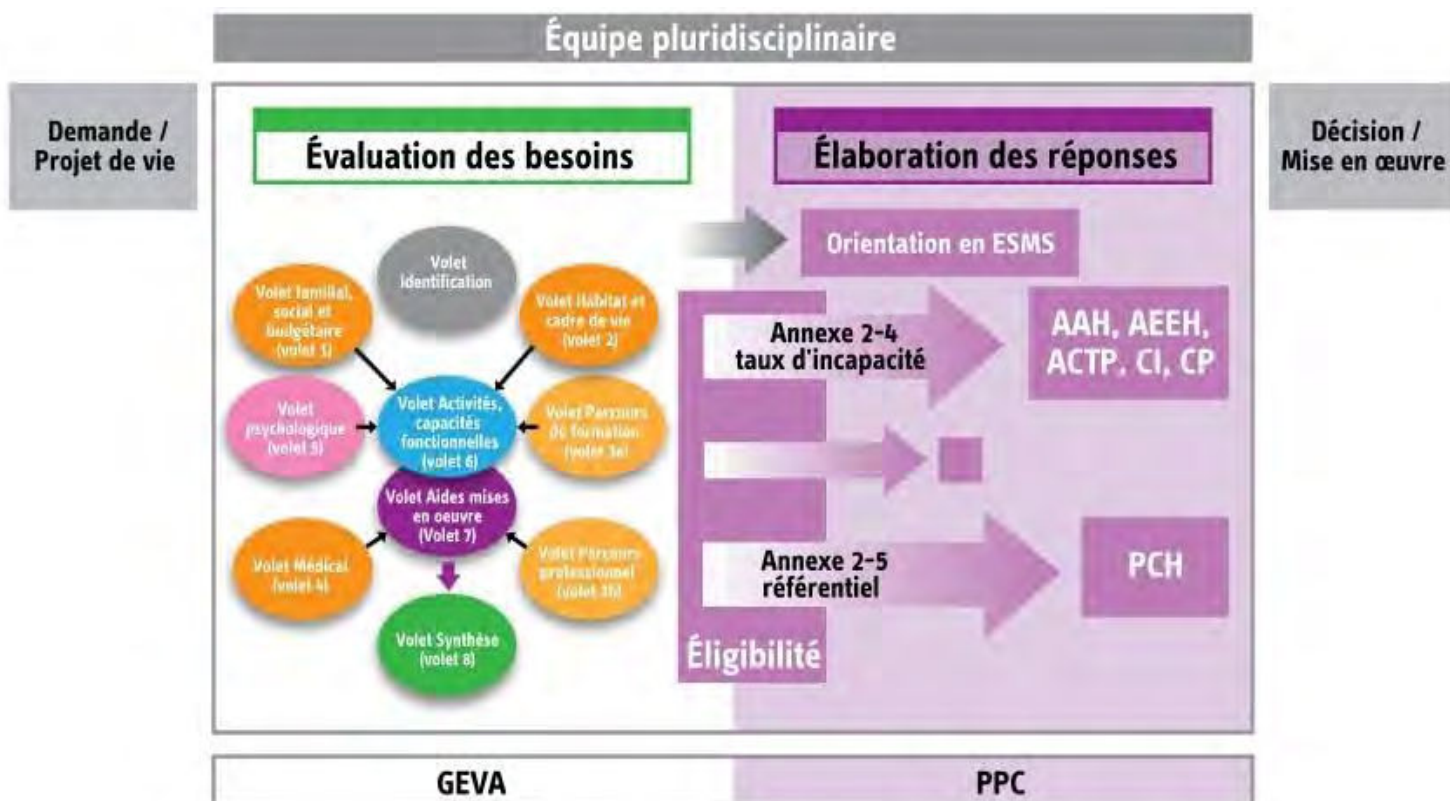 Équipe pluridisciplinaire
Demande /
Projet de vie
Évaluation des besoins
Élaboration des réponses
Décision /
Mise en œuvre
Volet
identification
Volet familial,
social et
budgétaire
(volet 1)
Volet Habitat et
cadre de vie
(volet 2)
Volet
psychologique
(volet 5)
Volet Activités,
capacités
fonctionnelles
(volet 6)
Volet Parcours
de formation
(volet 3a)
Volet Aides mises
en oeuvre
(Volet 7)
Volet Médical
(volet 4)
Volet Parcours
professionnel
(volet 3b)
Volet Synthèse
(volet 8)
Orientation en ESMS
Annexe 2-4
taux d'incapacité
AAH, AEEH,
ACTP. CI, CP
Annexe 2-5
référentiel
PCH
Éligibilité
GEVA
PPC